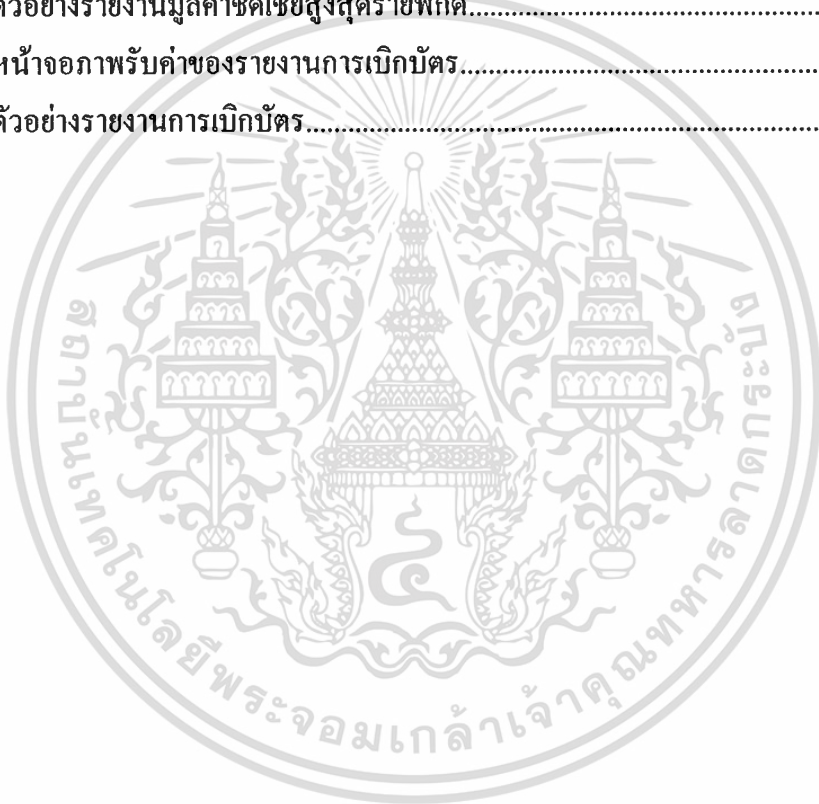 ตัวอย่างรายงานมูลค่าชดเชยสูงสุดรายพิกัด....................................................
หน้าจอภาพรับค่าของรายงานการเบิกบัตร....................................................
ตัวอย่างรายงานการเบิกบัตร..............................................................................
สถาบันเทคโนโลยีพระจอมเกล้าเจ้าคุณทหารลาดกระบัง